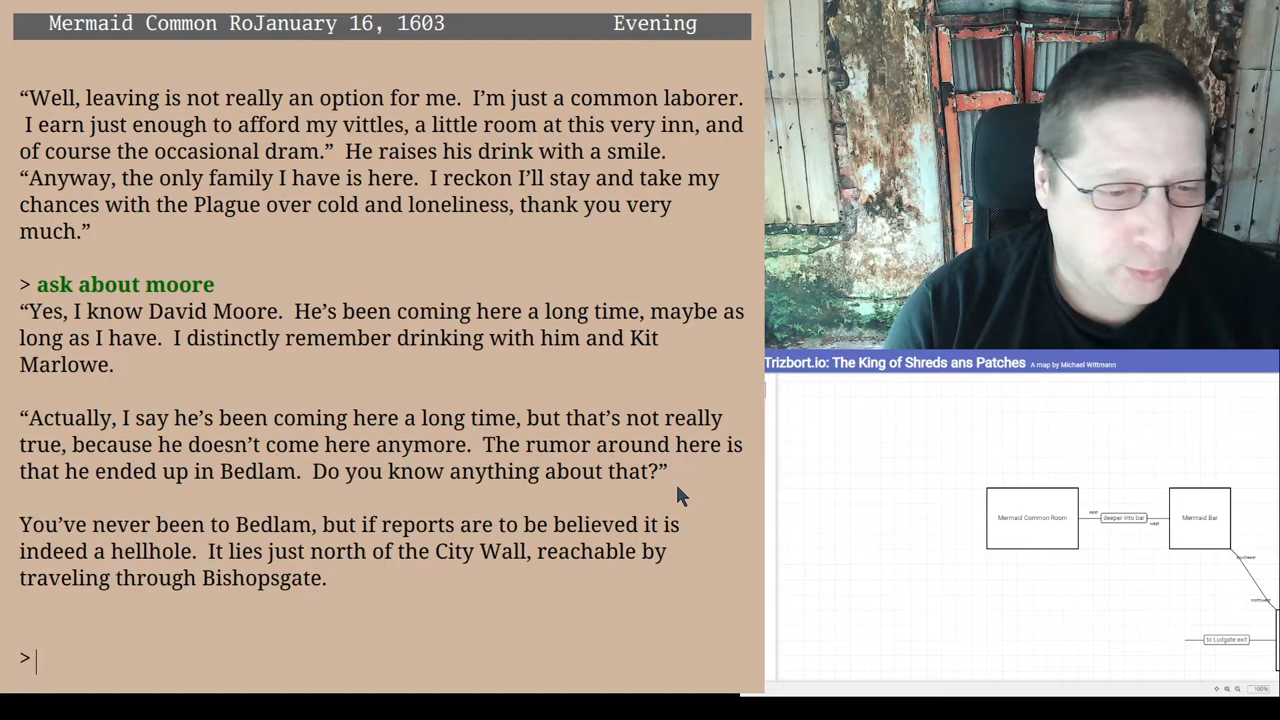 Mermaid Common RoJanuary 16, 1603 Evening
“Well, leaving is not really an option for me.  I’m just a common laborer.
I earn just enough to afford my vittles, a little room at this very inn, and
of course the occasional dram.”  He raises his drink with a smile.
“Anyway, the only family I have is here.  I reckon I’ll stay and take my
chances with the Plague over cold and loneliness, thank you very
much.”
> ask about moore
“Yes, I know David Moore.  He’s been coming here a long time, maybe as
long as I have.  I distinctly remember drinking with him and Kit
Marlowe.
“Actually, I say he’s been coming here a long time, but that’s not really
true, because he doesn’t come here anymore.  The rumor around here is
that he ended up in Bedlam.  Do you know anything about that?”
You’ve never been to Bedlam, but if reports are to be believed it is
indeed a hellhole.  It lies just north of the City Wall, reachable by
traveling through Bishopsgate.
>
Trizbort.io: The King of Shreds ans Patches A map by Michael Wittmann
Mermaid Common Room
east
deeper into bar
west
Mermaid Bar
southeast
northwest
to Ludgate exit
100%